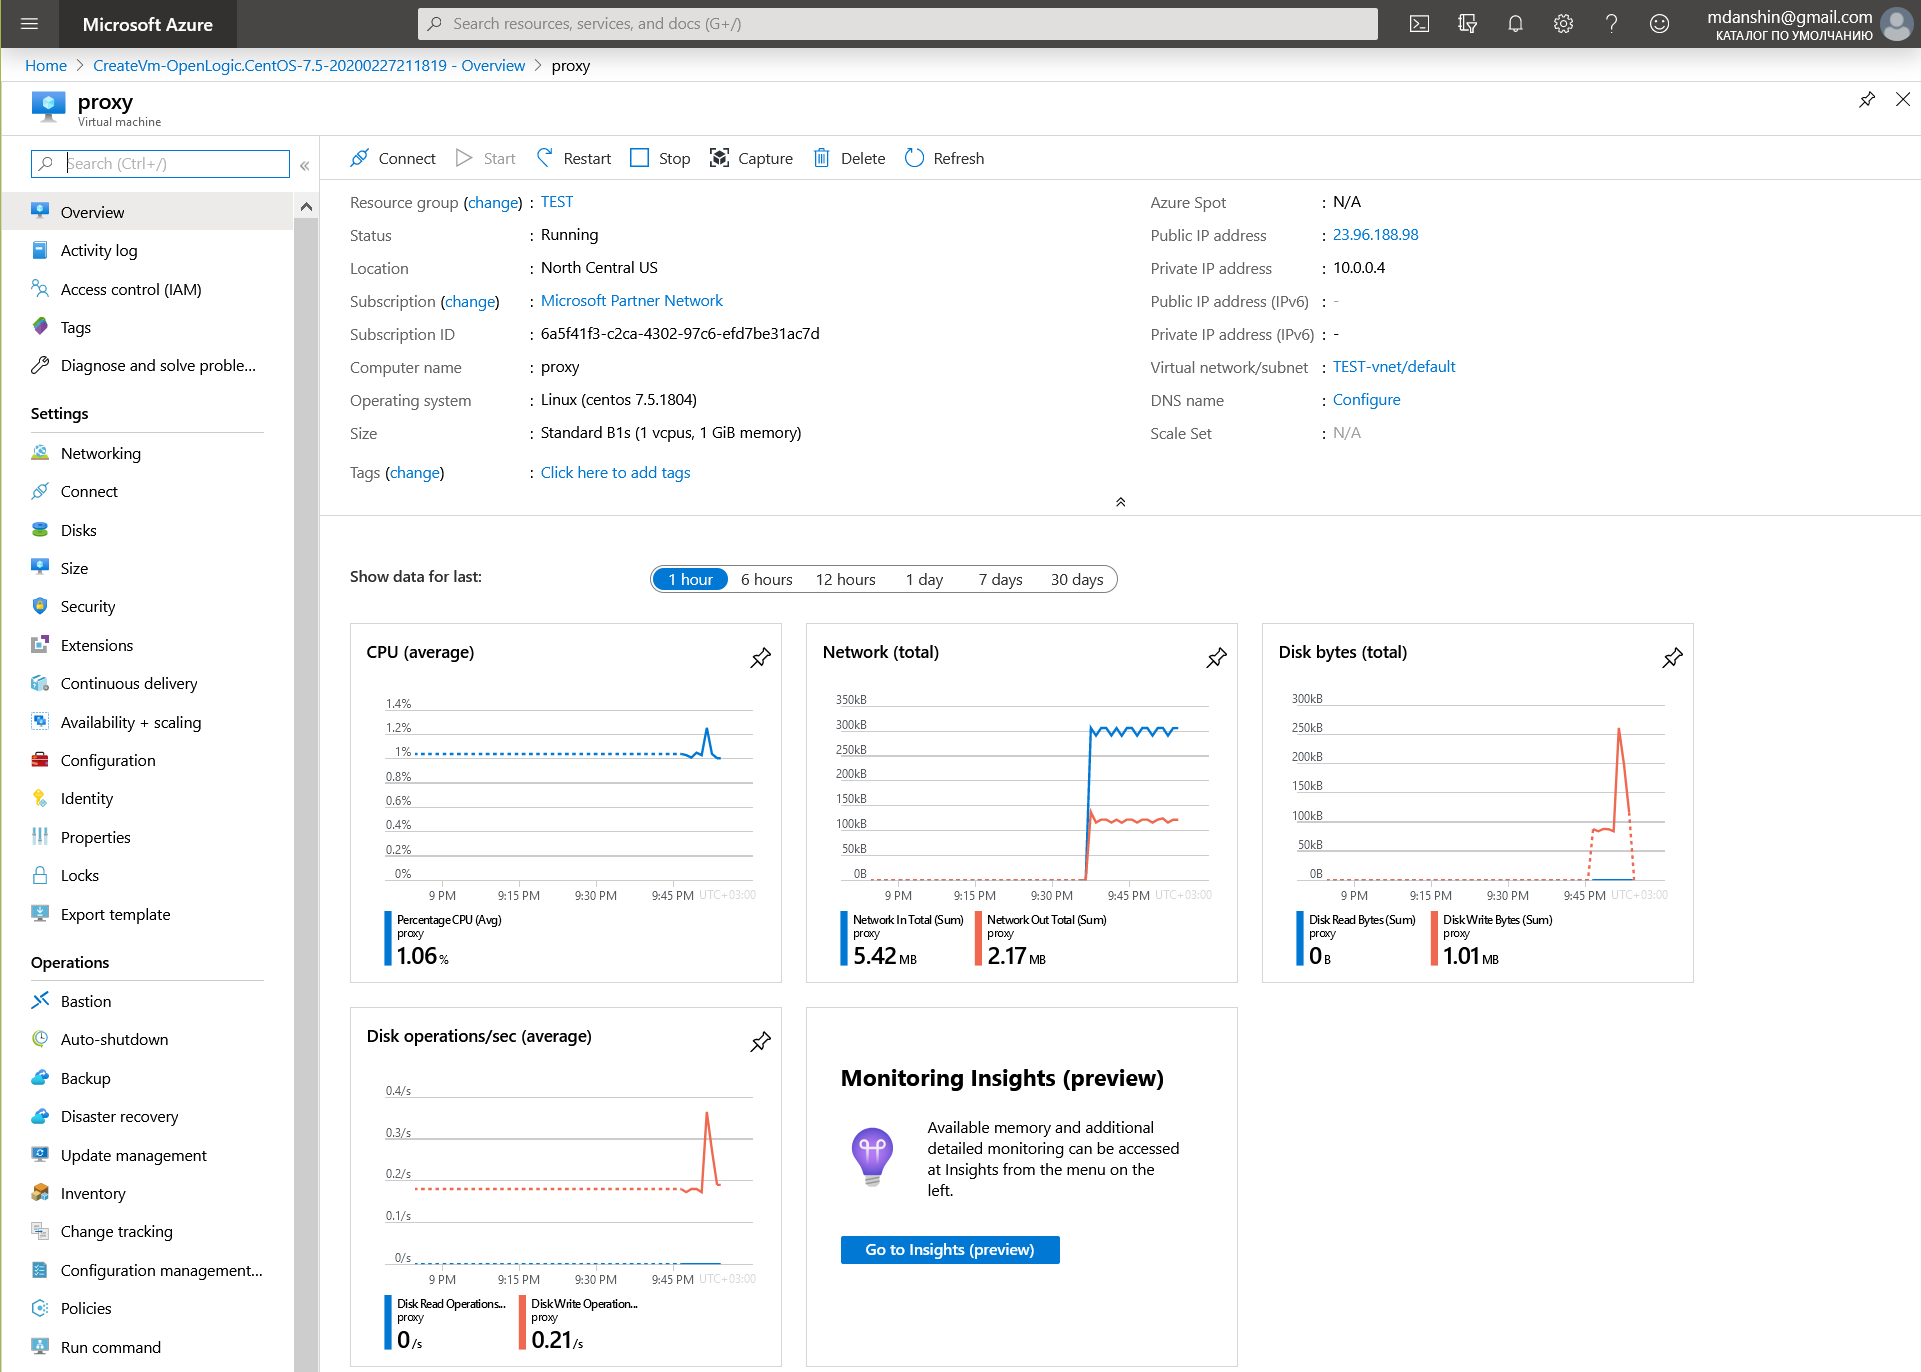 Microsoft Azure
Search resources, services, and docs (G+/)
mdanshin@gmail.com
КАТАЛОГ ПО УМОЛЧАНИЮ
Home > CreateVm-OpenLogic.CentOS-7.5-20200227211819 - Overview > proxy
proxy
Virtual machine
Search (Ctrl+/)
«
Overview
Activity log
Access control (IAM)
Tags
Diagnose and solve proble...
Settings
Networking
Connect
Disks
Size
Security
Extensions
Continuous delivery
Availability + scaling
Configuration
Identity
Properties
Locks
Export template
Operations
Bastion
Auto-shutdown
Backup
Disaster recovery
Update management
Inventory
Change tracking
Configuration management...
Policies
Run command
Connect Start Restart Stop Capture Delete Refresh
Resource group (change) : TEST
Status : Running
Location : North Central US
Subscription (change) : Microsoft Partner Network
Subscription ID : 6a5f41f3-c2ca-4302-97c6-efd7be31ac7d
Computer name : proxy
Operating system : Linux (centos 7.5.1804)
Size : Standard B1s (1 vcpus, 1 GiB memory)
Tags (change) : Click here to add tags
Azure Spot : N/A
Public IP address : 23.96.188.98
Private IP address : 10.0.0.4
Public IP address (IPv6) : -
Private IP address (IPv6) : -
Virtual network/subnet : TEST-vnet/default
DNS name : Configure
Scale Set : N/A
Show data for last:
1 hour 6 hours 12 hours 1 day 7 days 30 days
CPU (average)
1.4%
1.2%
1%
0.8%
0.6%
0.4%
0.2%
0%
9 PM 9:15 PM 9:30 PM 9:45 PM UTC+03:00
Percentage CPU (Avg)
proxy
1.06 %
Network (total)
350kB
300kB
250kB
200kB
150kB
100kB
50kB
0B
9 PM 9:15 PM 9:30 PM 9:45 PM UTC+03:00
Network In Total (Sum)
proxy
5.42 MB
Network Out Total (Sum)
proxy
2.17 MB
Disk bytes (total)
300kB
250kB
200kB
150kB
100kB
50kB
0B
9 PM 9:15 PM 9:30 PM 9:45 PM UTC+03:00
Disk Read Bytes (Sum)
proxy
0 B
Disk Write Bytes (Sum)
proxy
1.01 MB
Disk operations/sec (average)
0.4/s
0.3/s
0.2/s
0.1/s
0/s
9 PM 9:15 PM 9:30 PM 9:45 PM UTC+03:00
Disk Read Operations...
proxy
0 /s
Disk Write Operation...
proxy
0.21 /s
Monitoring Insights (preview)
Available memory and additional
detailed monitoring can be accessed
at Insights from the menu on the
left.
Go to Insights (preview)